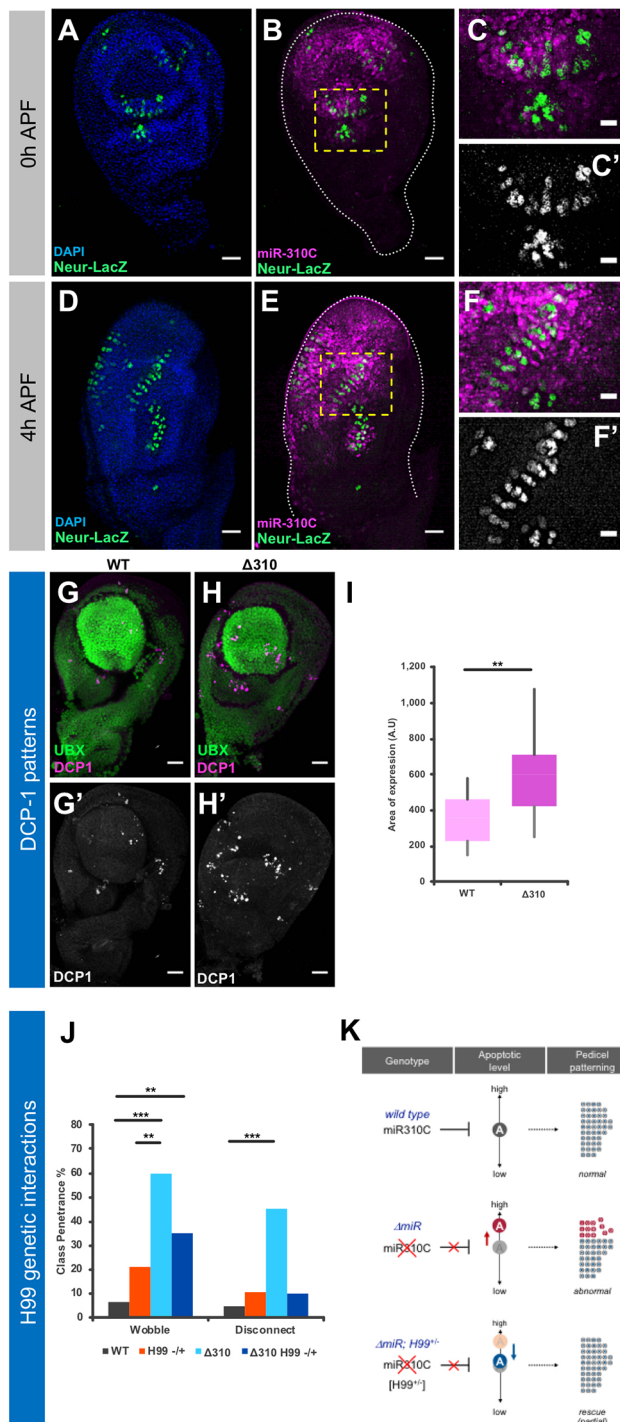 0h APF
A
DAPI
Neur-LacZ
B
miR-310C
Neur-LacZ
C
C'
4h APF
D
DAPI
Neur-LacZ
E
miR-310C
Neur-LacZ
F
F'
DCP-1 patterns
WT
Δ310
G
UBX
DCP1
H
UBX
DCP1
G'
DCP1
H'
DCP1
I
**
1,200
1,000
800
600
400
200
0
Area of expression (A.U)
WT
Δ310
H99 genetic interactions
J
**
***
**
***
80
70
60
50
40
30
20
10
0
Class Penetrance %
Wobble
Disconnect
WT H99 -/+ Δ310 Δ310 H99 -/+
K
Genotype
Apoptotic
level
Pedicel
patterning
wild type
miR310C
high
A
low
normal
ΔmiR
miR310C
high
A
A
low
abnormal
ΔmiR; H99+/-
miR310C
[H99+/-]
high
A
A
low
rescue
(partial)